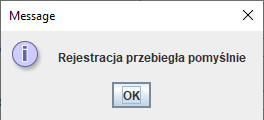 Message
Rejestracja przebiegła pomyślnie
OK